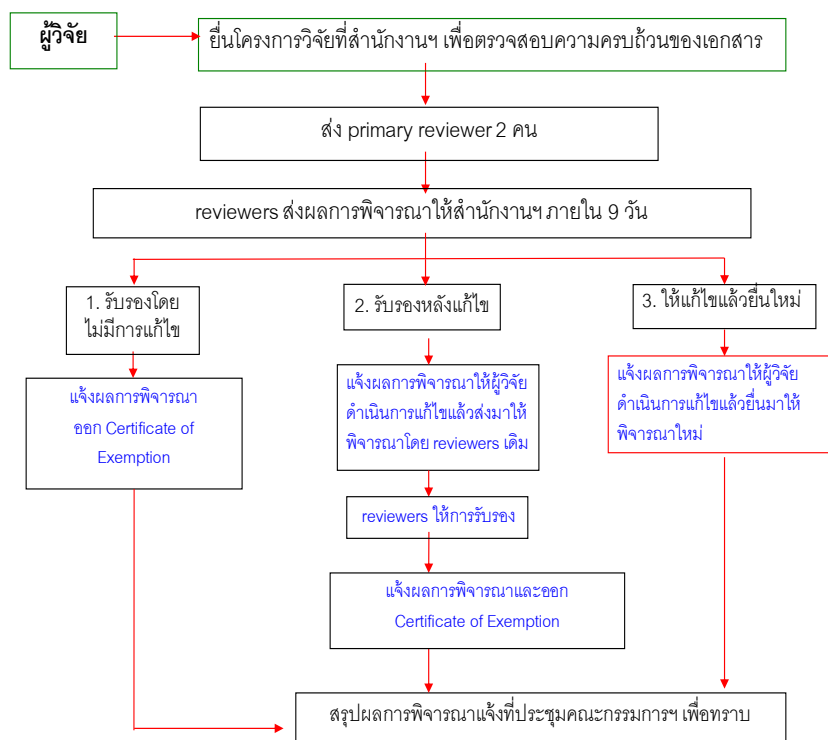 ผู้วิจัย
ยื่นโครงการวิจัยที่สำนักงานฯ เพื่อตรวจสอบความครบถ้วนของเอกสาร
ส่ง primary reviewer 2 คน
reviewers ส่งผลการพิจารณาให้สำนักงานฯ ภายใน 9 วัน
1. รับรองโดย
ไม่มีการแก้ไข
2. รับรองหลังแก้ไข
3. ให้แก้ไขแล้วยื่นใหม่
แจ้งผลการพิจารณา
ออก Certificate of
Exemption
แจ้งผลการพิจารณาให้ผู้วิจัย
ดำเนินการแก้ไขแล้วส่งมาให้
พิจารณาโดย reviewers เดิม
แจ้งผลการพิจารณาให้ผู้วิจัย
ดำเนินการแก้ไขแล้วยื่นมาให้
พิจารณาใหม่
reviewers ให้การรับรอง
แจ้งผลการพิจารณาและออก
Certificate of Exemption
สรุปผลการพิจารณาแจ้งที่ประชุมคณะกรรมการฯ เพื่อทราบ